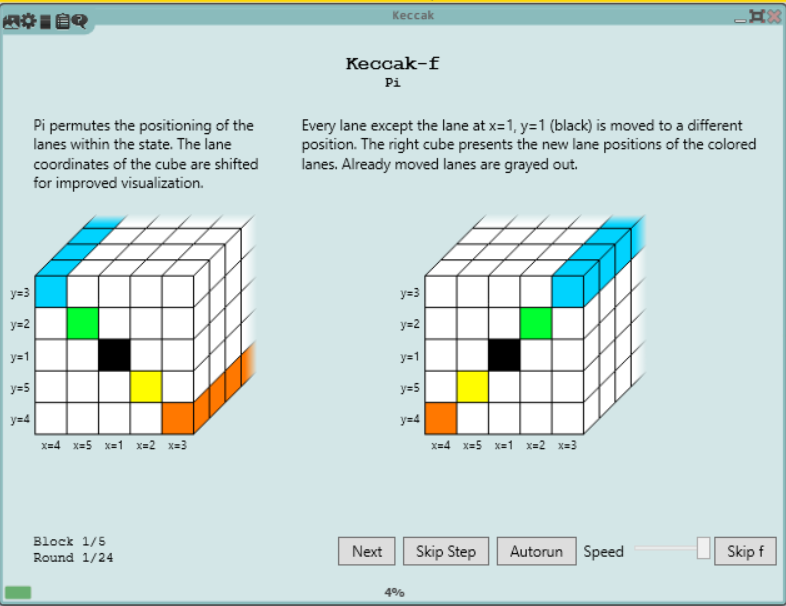 Keccak
Keccak-f
Pi
Pi permutes the positioning of the
lanes within the state. The lane
coordinates of the cube are shifted
for improved visualization.
Every lane except the lane at x=1, y=1 (black) is moved to a different
position. The right cube presents the new lane positions of the colored
lanes. Already moved lanes are grayed out.
y=3
y=2
y=1
y=5
y=4
x=4 x=5 x=1 x=2 x=3
y=3
y=2
y=1
y=5
y=4
x=4 x=5 x=1 x=2 x=3
Block 1/5
Round 1/24
Next Skip Step Autorun Speed Skip f
4%